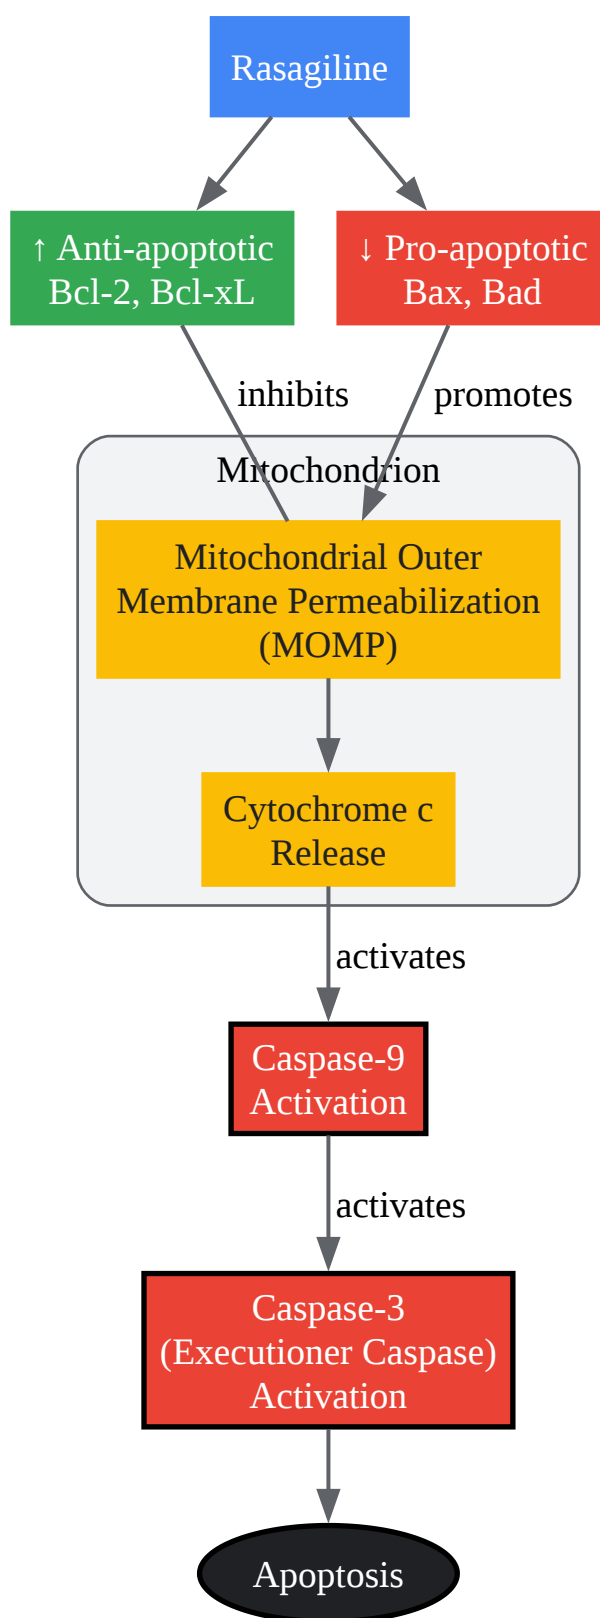 Rasagiline
↑ Anti-apoptotic
Bcl-2, Bcl-xL
↓ Pro-apoptotic
Bax, Bad
inhibits
promotes
Mitochondrion
Mitochondrial Outer
Membrane Permeabilization
(MOMP)
Cytochrome c
Release
activates
Caspase-9
Activation
activates
Caspase-3
(Executioner Caspase)
Activation
Apoptosis